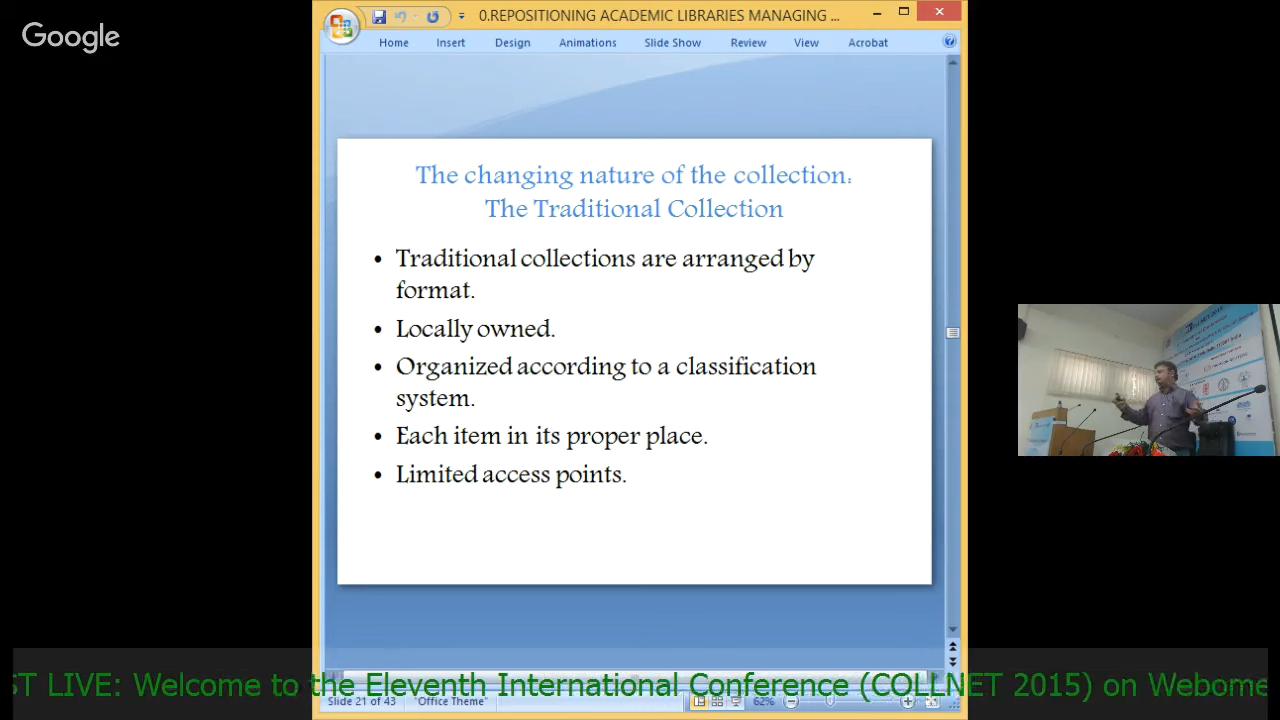 Google
0.REPOSITIONING ACADEMIC LIBRARIES MANAGING ...
Home Insert Design Animations Slide Show Review View Acrobat
The changing nature of the collection:
The Traditional Collection
• Traditional collections are arranged by
format.
• Locally owned.
• Organized according to a classification
system.
• Each item in its proper place.
• Limited access points.
ST LIVE: Welcome to the Eleventh International Conference (COLLNET 2015) on Webome
Slide 21 of 43 "Office Theme" 62%